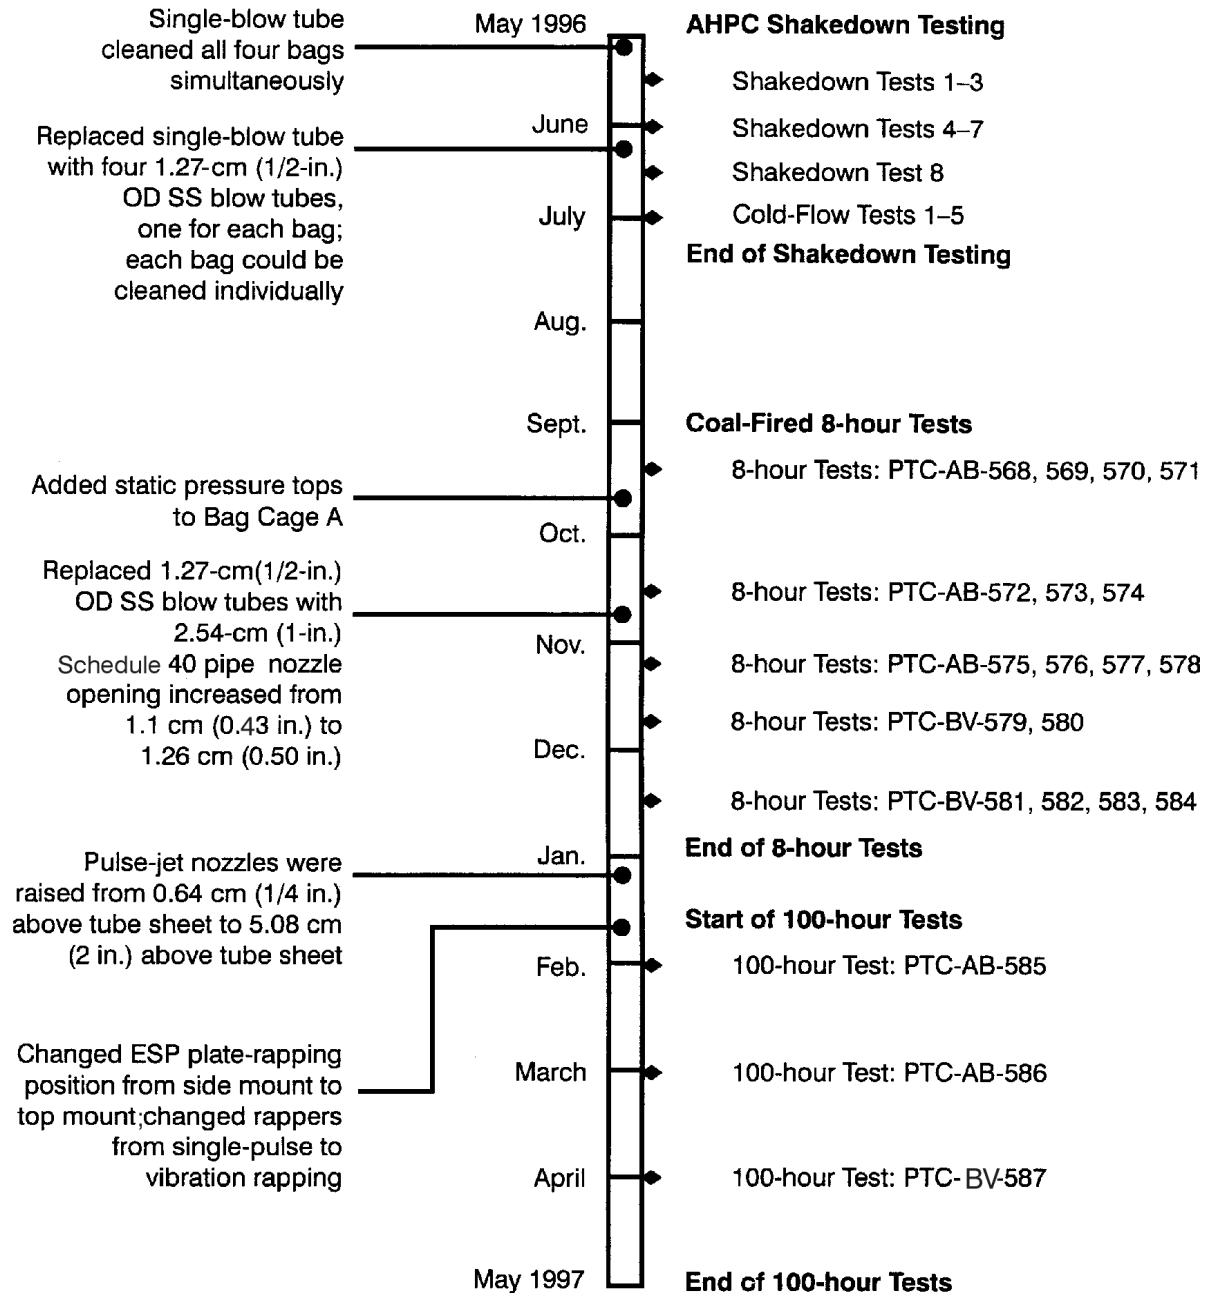 Single-blow tube
cleaned all four bags
simultaneously
Replaced single-blow tube
with four 1.27-cm (1/2-in.)
OD SS blow tubes,
one for each bag;
each bag could be
cleaned individually
Added static pressure tops
to Bag Cage A
Replaced 1.27-cm(1/2-in.)
OD SS blow tubes with
2.54-cm (1-in.)
Schedule 40 pipe nozzle
opening increased from
1.1 cm (0.43 in.) to
1.26 cm (0.50 in.)
Pulse-jet nozzles were
raised from 0.64 cm (1/4 in.)
above tube sheet to 5.08 cm
(2 in.) above tube sheet
Changed ESP plate-rapping
position from side mount to
top mount;changed rappers
from single-pulse to
vibration rapping
May 1996
June
July
Aug.
Sept.
Oct.
Nov.
Dec.
Jan.
Feb.
March
April
May 1997
AHPC Shakedown Testing
Shakedown Tests 1–3
Shakedown Tests 4–7
Shakedown Test 8
Cold-Flow Tests 1–5
End of Shakedown Testing
Coal-Fired 8-hour Tests
8-hour Tests: PTC-AB-568, 569, 570, 571
8-hour Tests: PTC-AB-572, 573, 574
8-hour Tests: PTC-AB-575, 576, 577, 578
8-hour Tests: PTC-BV-579, 580
8-hour Tests: PTC-BV-581, 582, 583, 584
End of 8-hour Tests
Start of 100-hour Tests
100-hour Test: PTC-AB-585
100-hour Test: PTC-AB-586
100-hour Test: PTC-BV-587
End of 100-hour Tests